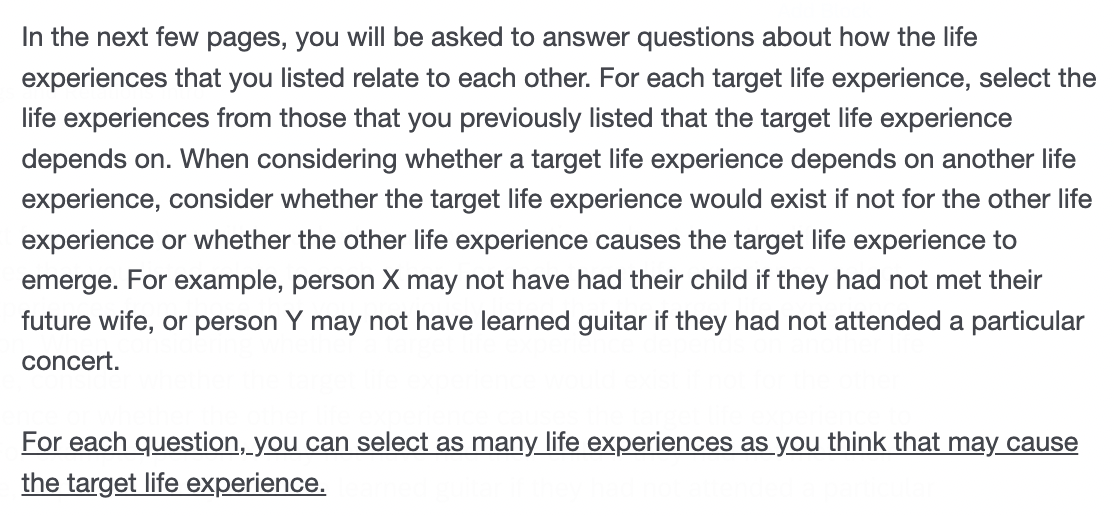 In the next few pages, you will be asked to answer questions about how the life
experiences that you listed relate to each other. For each target life experience, select the
life experiences from those that you previously listed that the target life experience
depends on. When considering whether a target life experience depends on another life
experience, consider whether the target life experience would exist if not for the other life
experience or whether the other life experience causes the target life experience to
emerge. For example, person X may not have had their child if they had not met their
future wife, or person Y may not have learned guitar if they had not attended a particular
concert.
For each question, you can select as many life experiences as you think that may cause
the target life experience.